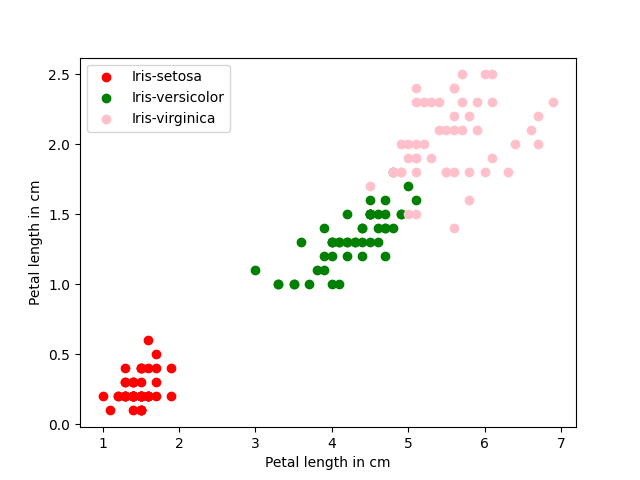 Iris-setosa
Iris-versicolor
Iris-virginica
2.5
2.0
1.5
1.0
0.5
0.0
Petal length in cm
1 2 3 4 5 6 7
Petal length in cm